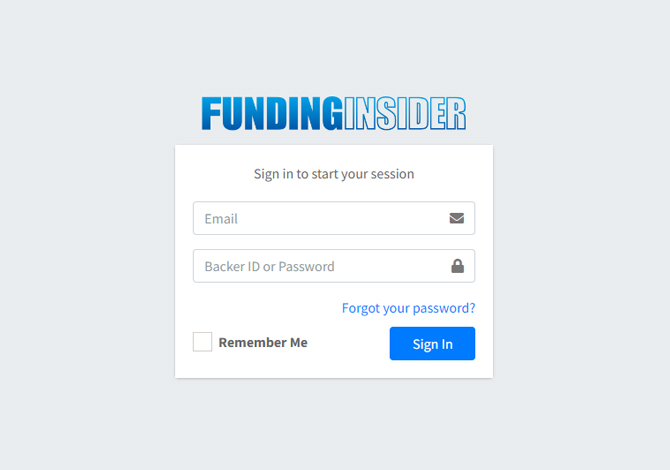 FUNDINGINSIDER
Sign in to start your session
Email
Backer ID or Password
Forgot your password?
Remember Me
Sign In